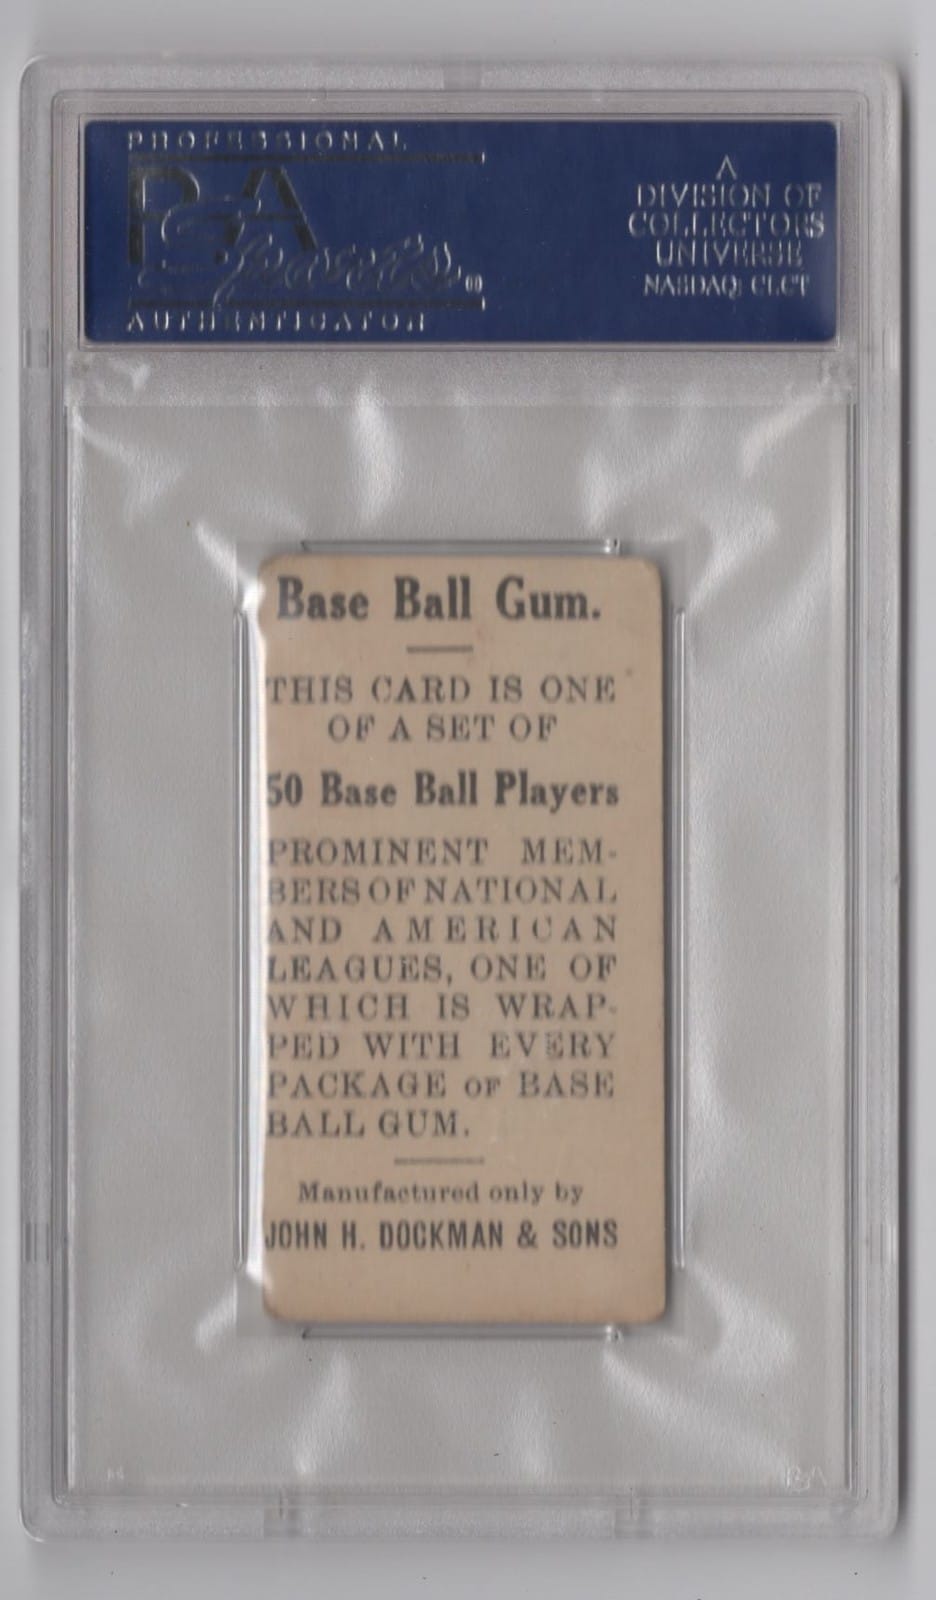 PROFESSIONAL
PSA
Sports
AUTHENTICATOR
A
DIVISION OF
COLLECTORS
UNIVERSE
NASDAQ: CLCT
Base Ball Gum.
THIS CARD IS ONE
OF A SET OF
50 Base Ball Players
PROMINENT MEM-
BERS OF NATIONAL
AND AMERICAN
LEAGUES, ONE OF
WHICH IS WRAP-
PED WITH EVERY
PACKAGE OF BASE
BALL GUM.
Manufactured only by
JOHN H. DOCKMAN & SONS